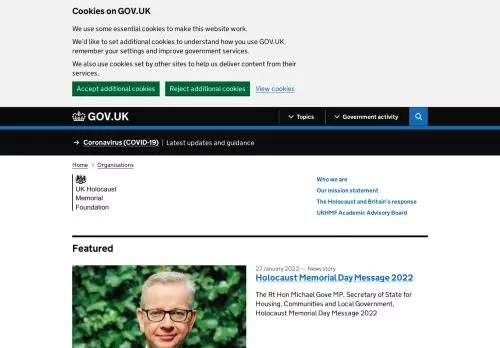 Cookies on GOV.UK
We use some essential cookies to make this website work.
We'd like to set additional cookies to understand how you use GOV.UK,
remember your settings and improve government services.
We also use cookies set by other sites to help us deliver content from their
services.
Accept additional cookies
Reject additional cookies
View cookies
GOV.UK
Topics
Government activity
Coronavirus (COVID-19)
Latest updates and guidance
Home
Organisations
UK Holocaust
Memorial
Foundation
Who we are
Our mission statement
The Holocaust and Britain's response
UKHMF Academic Advisory Board
Featured
27 January 2022 — News story
Holocaust Memorial Day Message 2022
The Rt Hon Michael Gove MP, Secretary of State for
Housing, Communities and Local Government,
Holocaust Memorial Day Message 2022